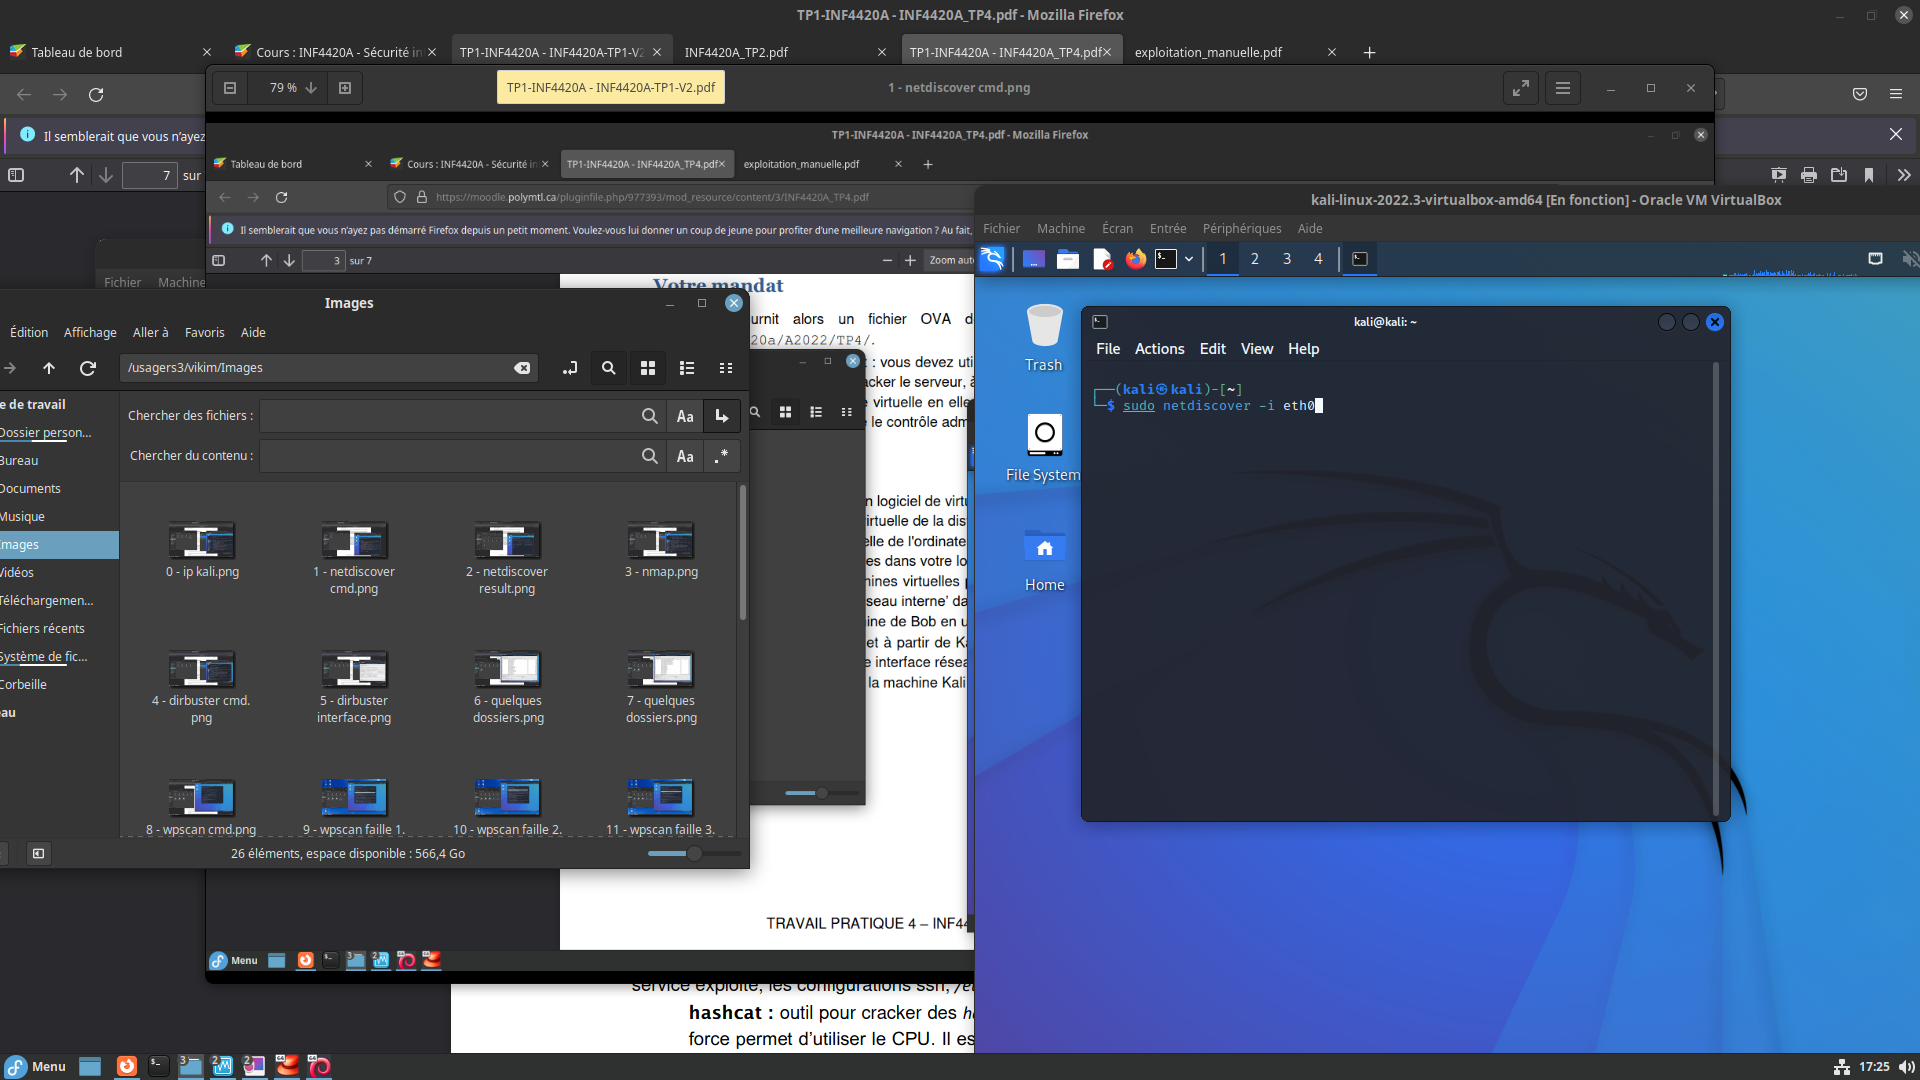 TP1-INF4420A - INF4420A_TP4.pdf - Mozilla Firefox
Tableau de bord
Cours : INF4420A - Sécurité in
TP1-INF4420A - INF4420A-TP1-V2
INF4420A_TP2.pdf
TP1-INF4420A - INF4420A_TP4.pdf
exploitation_manuelle.pdf
79 %
TP1-INF4420A - INF4420A-TP1-V2.pdf
1 - netdiscover cmd.png
Il semblerait que vous n'ayez
TP1-INF4420A - INF4420A_TP4.pdf - Mozilla Firefox
Tableau de bord
Cours : INF4420A - Sécurité in
TP1-INF4420A - INF4420A_TP4.pdf
exploitation_manuelle.pdf
7 sur
https://moodle.polymtl.ca/pluginfile.php/977393/mod_resource/content/3/INF4420A_TP4.pdf
Il semblerait que vous n'ayez pas démarré Firefox depuis un petit moment. Voulez-vous lui donner un coup de jeune pour profiter d'une meilleure navigation ? Au fait,
3 sur 7
Zoom auto
Fichier Machine
Votre mandat
urnit alors un fichier OVA d
20a/A2022/TP4/.
: vous devez uti
acker le serveur, à
e virtuelle en elle
e le contrôle adm
n logiciel de virtu
irtuelle de la dis
elle de l'ordinate
es dans votre lo
hines virtuelles p
seau interne' da
ine de Bob en u
et à partir de Ka
e interface résea
la machine Kali
TRAVAIL PRATIQUE 4 – INF44
Menu
3
2
service exploité, les configurations ssh, /e
hashcat : outil pour cracker des h
force permet d'utiliser le CPU. Il es
Images
Édition Affichage Aller à Favoris Aide
/usagers3/vikim/Images
e de travail
Dossier person...
Bureau
Documents
Musique
Images
Vidéos
Téléchargemen...
Fichiers récents
Système de fic...
Corbeille
eau
Chercher des fichiers :
Aa
Chercher du contenu :
Aa
.*
0 - ip kali.png
1 - netdiscover
cmd.png
2 - netdiscover
result.png
3 - nmap.png
4 - dirbuster cmd.
png
5 - dirbuster
interface.png
6 - quelques
dossiers.png
7 - quelques
dossiers.png
8 - wpscan cmd.png
9 - wpscan faille 1.
10 - wpscan faille 2.
11 - wpscan faille 3.
26 éléments, espace disponible : 566,4 Go
kali-linux-2022.3-virtualbox-amd64 [En fonction] - Oracle VM VirtualBox
Fichier Machine Écran Entrée Périphériques Aide
1 2 3 4
Trash
File System
Home
kali@kali: ~
File Actions Edit View Help
(kali㉿kali)-[~]
$ sudo netdiscover -i eth0
Menu
3
2
2
17:25